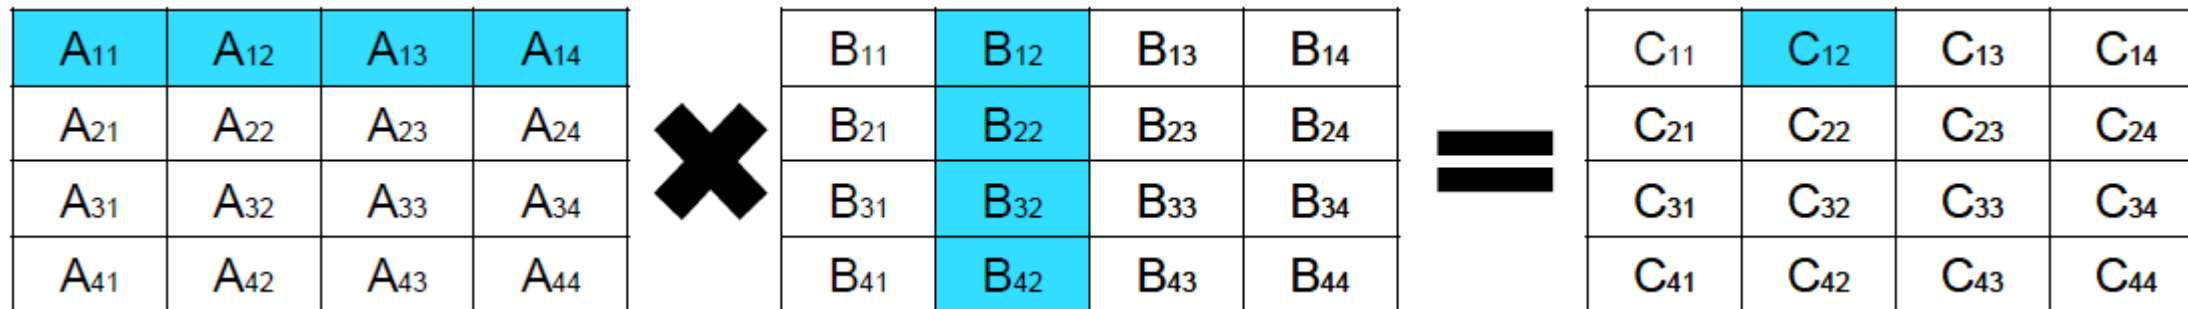 A11 A12 A13 A14 B11 B12 B13 B14 C11 C12 C13 C14
A21 A22 A23 A24 B21 B22 B23 B24 C21 C22 C23 C24
A31 A32 A33 A34 B31 B32 B33 B34 C31 C32 C33 C34
A41 A42 A43 A44 B41 B42 B43 B44 C41 C42 C43 C44